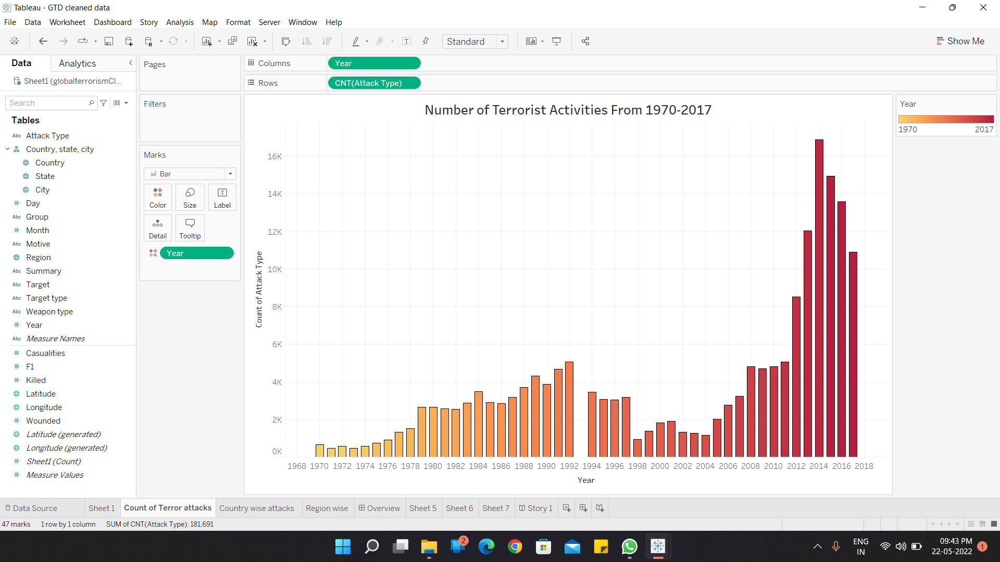 Tableau - GTD cleaned data
File Data Worksheet Dashboard Story Analysis Map Format Server Window Help
Standard
Show Me
Data Analytics
Sheet1 (globalterrorismCl...
Search
Tables
Abc Attack Type
Country, state, city
Country
State
City
Day
Abc Group
Month
Abc Motive
Region
Abc Summary
Abc Target
Abc Target type
Abc Weapon type
Year
Abc Measure Names
Casualities
F1
Killed
Latitude
Longitude
Wounded
Latitude (generated)
Longitude (generated)
Sheet1 (Count)
Measure Values
Pages
Filters
Marks
Bar
Color Size Label
Detail Tooltip
Year
Columns Year
Rows CNT(Attack Type)
Number of Terrorist Activities From 1970-2017
Count of Attack Type
16K
14K
12K
10K
8K
6K
4K
2K
0K
1968 1970 1972 1974 1976 1978 1980 1982 1984 1986 1988 1990 1992 1994 1996 1998 2000 2002 2004 2006 2008 2010 2012 2014 2016 2018
Year
Year
1970 2017
Data Source Sheet 1 Count of Terror attacks Country wise attacks Region wise Overview Sheet 5 Sheet 6 Sheet 7 Story 1
47 marks 1 row by 1 column SUM of CNT(Attack Type): 181,691
2
ENG
IN
09:43 PM
22-05-2022
1